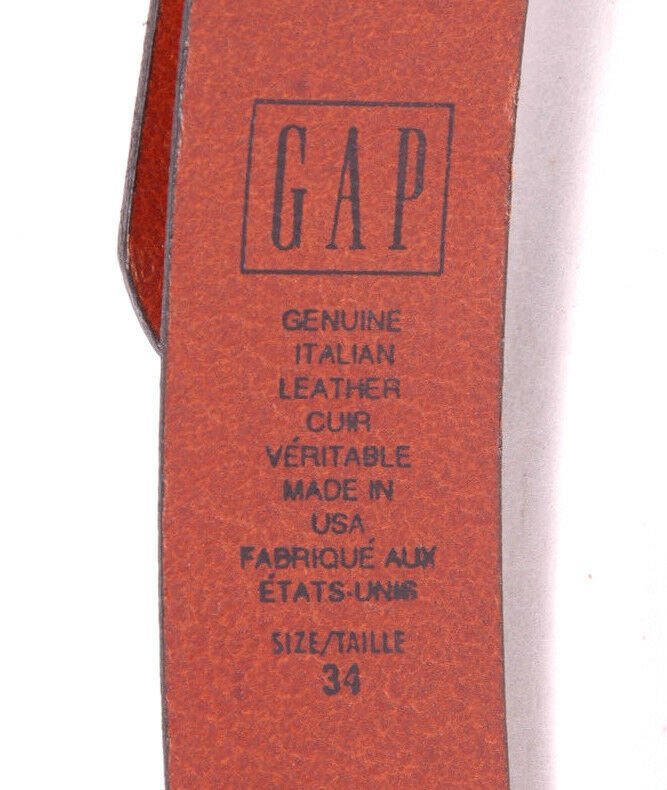 GAP
GENUINE
ITALIAN
LEATHER
CUIR
VÉRITABLE
MADE IN
USA
FABRIQUÉ AUX
ÉTATS-UNIS
SIZE/TAILLE
34